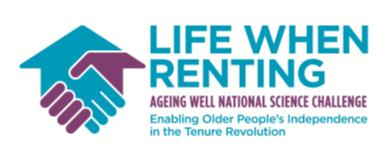 LIFE WHEN
RENTING
AGEING WELL NATIONAL SCIENCE CHALLENGE
Enabling Older People's Independence
in the Tenure Revolution